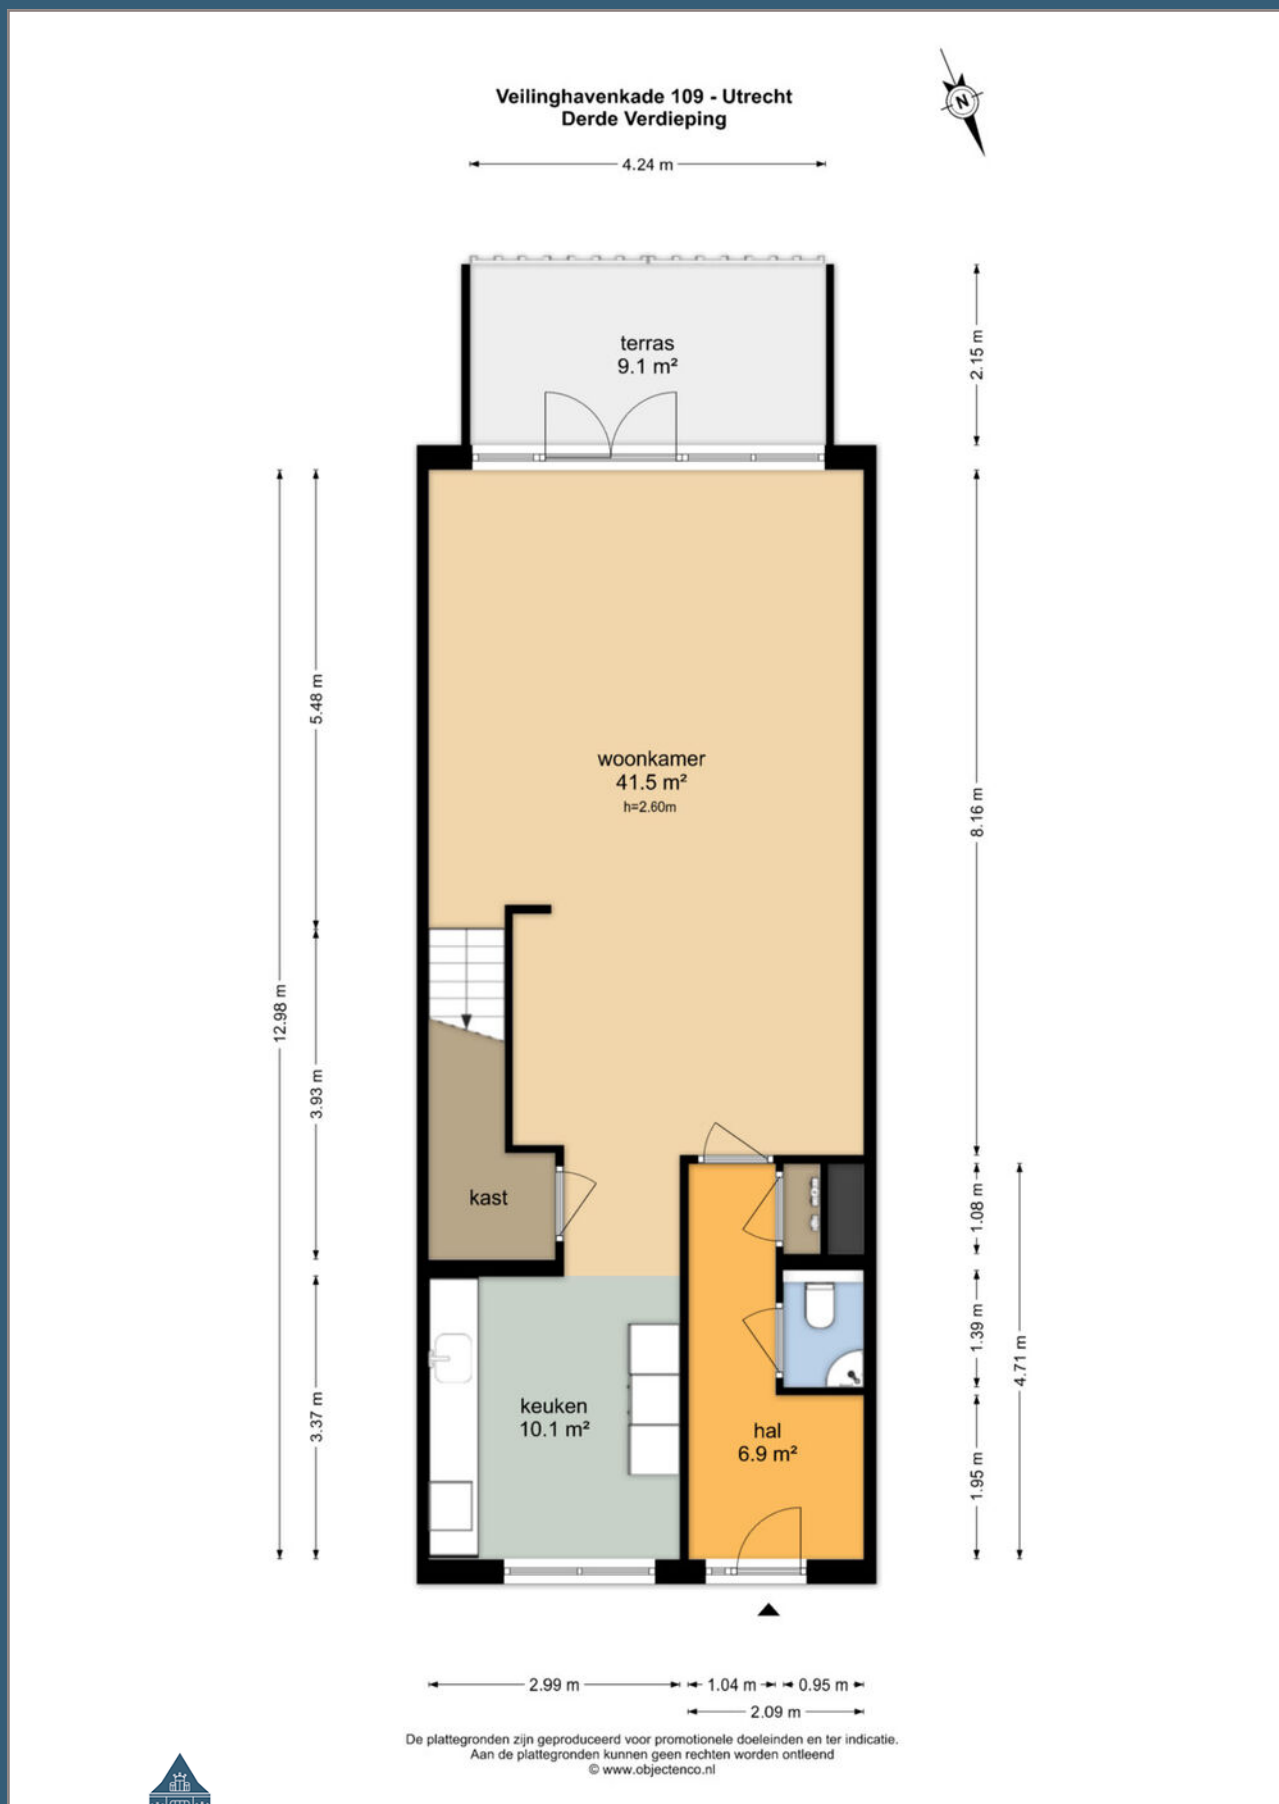 Veilinghavenkade 109 - Utrecht
Derde Verdieping
N
4.24 m
terras
9.1 m²
2.15 m
woonkamer
41.5 m²
h=2.60m
5.48 m
8.16 m
12.98 m
3.93 m
kast
1.08 m
1.39 m
4.71 m
keuken
10.1 m²
3.37 m
hal
6.9 m²
1.95 m
2.99 m
1.04 m
0.95 m
2.09 m
De plattegronden zijn geproduceerd voor promotionele doeleinden en ter indicatie.
Aan de plattegronden kunnen geen rechten worden ontleend
© www.objectenco.nl